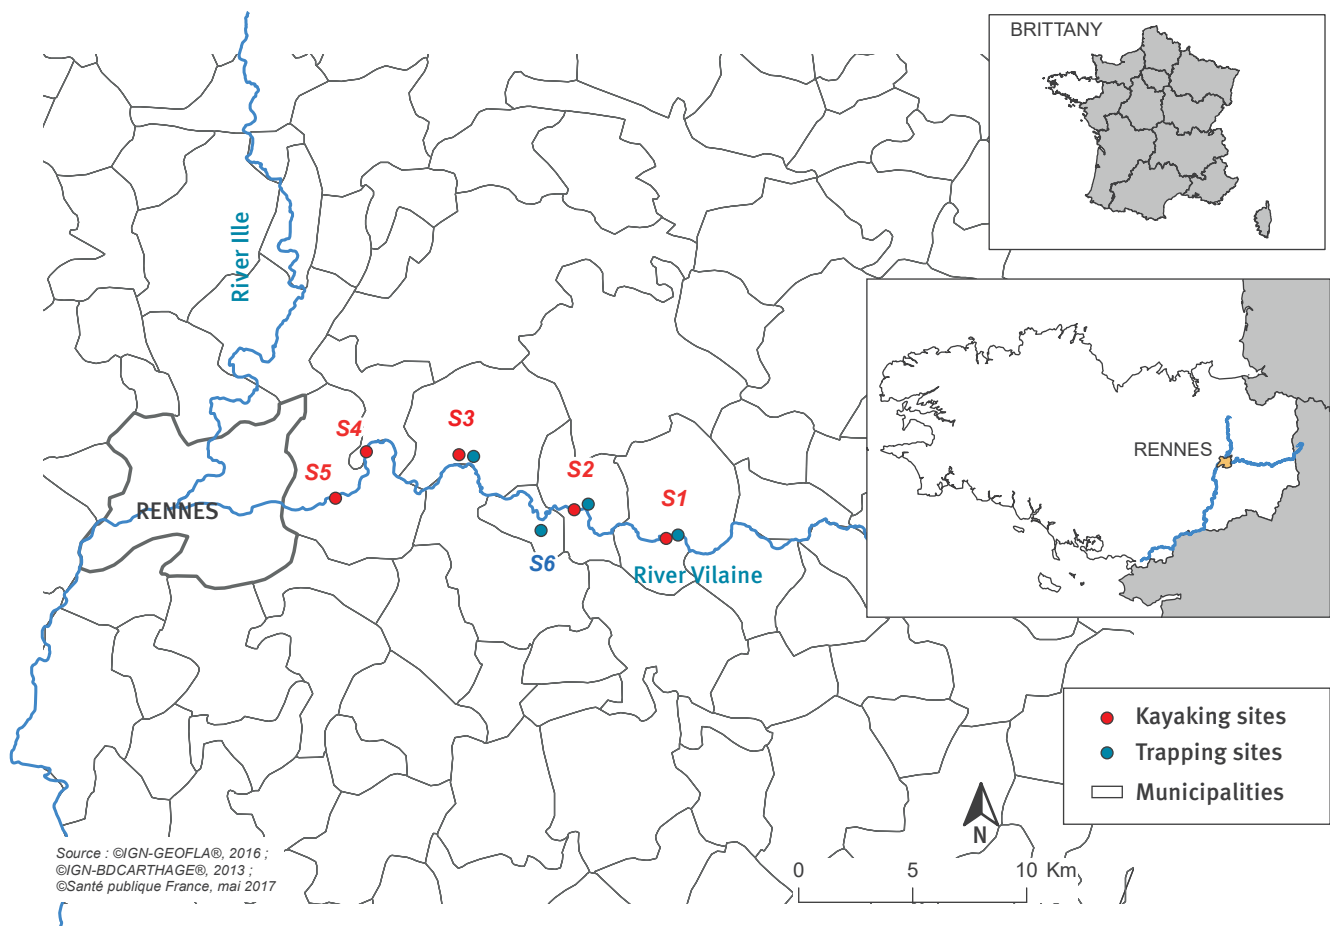 BRITTANY
River Ille
RENNES
S3
S4
S2
S5
S1
RENNES
S6
River Vilaine
Kayaking sites
Trapping sites
Municipalities
N
Source : ©IGN-GEOFLA®, 2016 ;
©IGN-BDCARTHAGE®, 2013 ;
©Santé publique France, mai 2017
0 5 10 Km